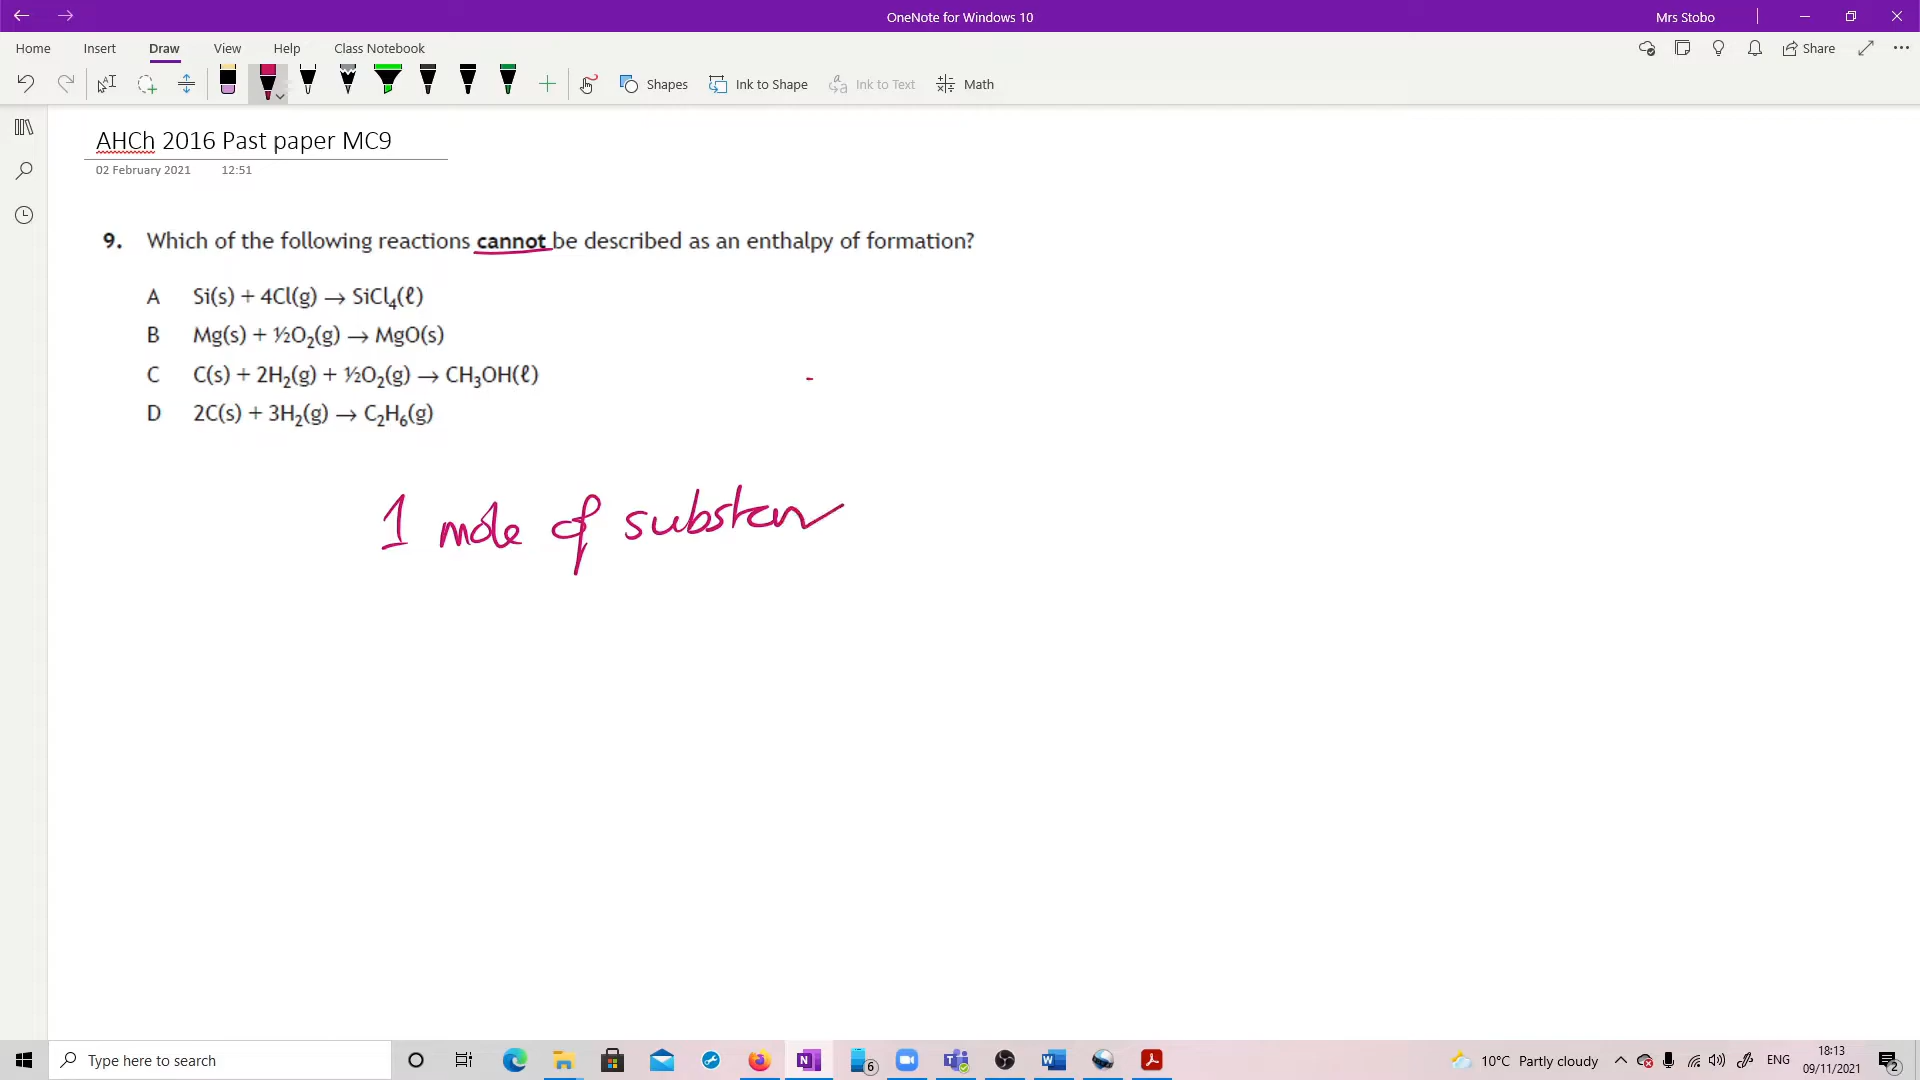 OneNote for Windows 10
Mrs Stobo
Home Insert Draw View Help Class Notebook
Share
Shapes Ink to Shape Ink to Text Math
AHCh 2016 Past paper MC9
02 February 2021 12:51
9. Which of the following reactions cannot be described as an enthalpy of formation?
A Si(s) + 4Cl(g) → SiCl₄(ℓ)
B Mg(s) + ½O₂(g) → MgO(s)
C C(s) + 2H₂(g) + ½O₂(g) → CH₃OH(ℓ)
D 2C(s) + 3H₂(g) → C₂H₆(g)
1 mole of
Type here to search
6
10°C Partly cloudy
ENG
18:13
09/11/2021
2